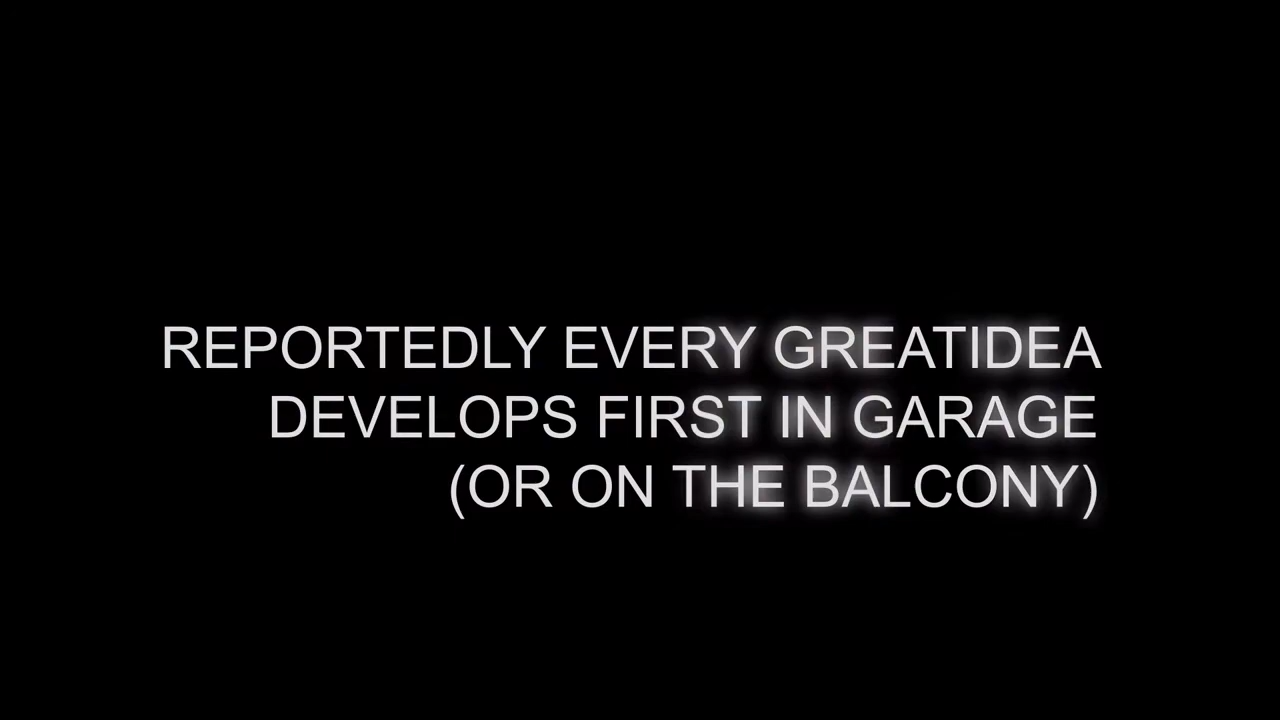 REPORTEDLY EVERY GREATIDEA
DEVELOPS FIRST IN GARAGE
(OR ON THE BALCONY)